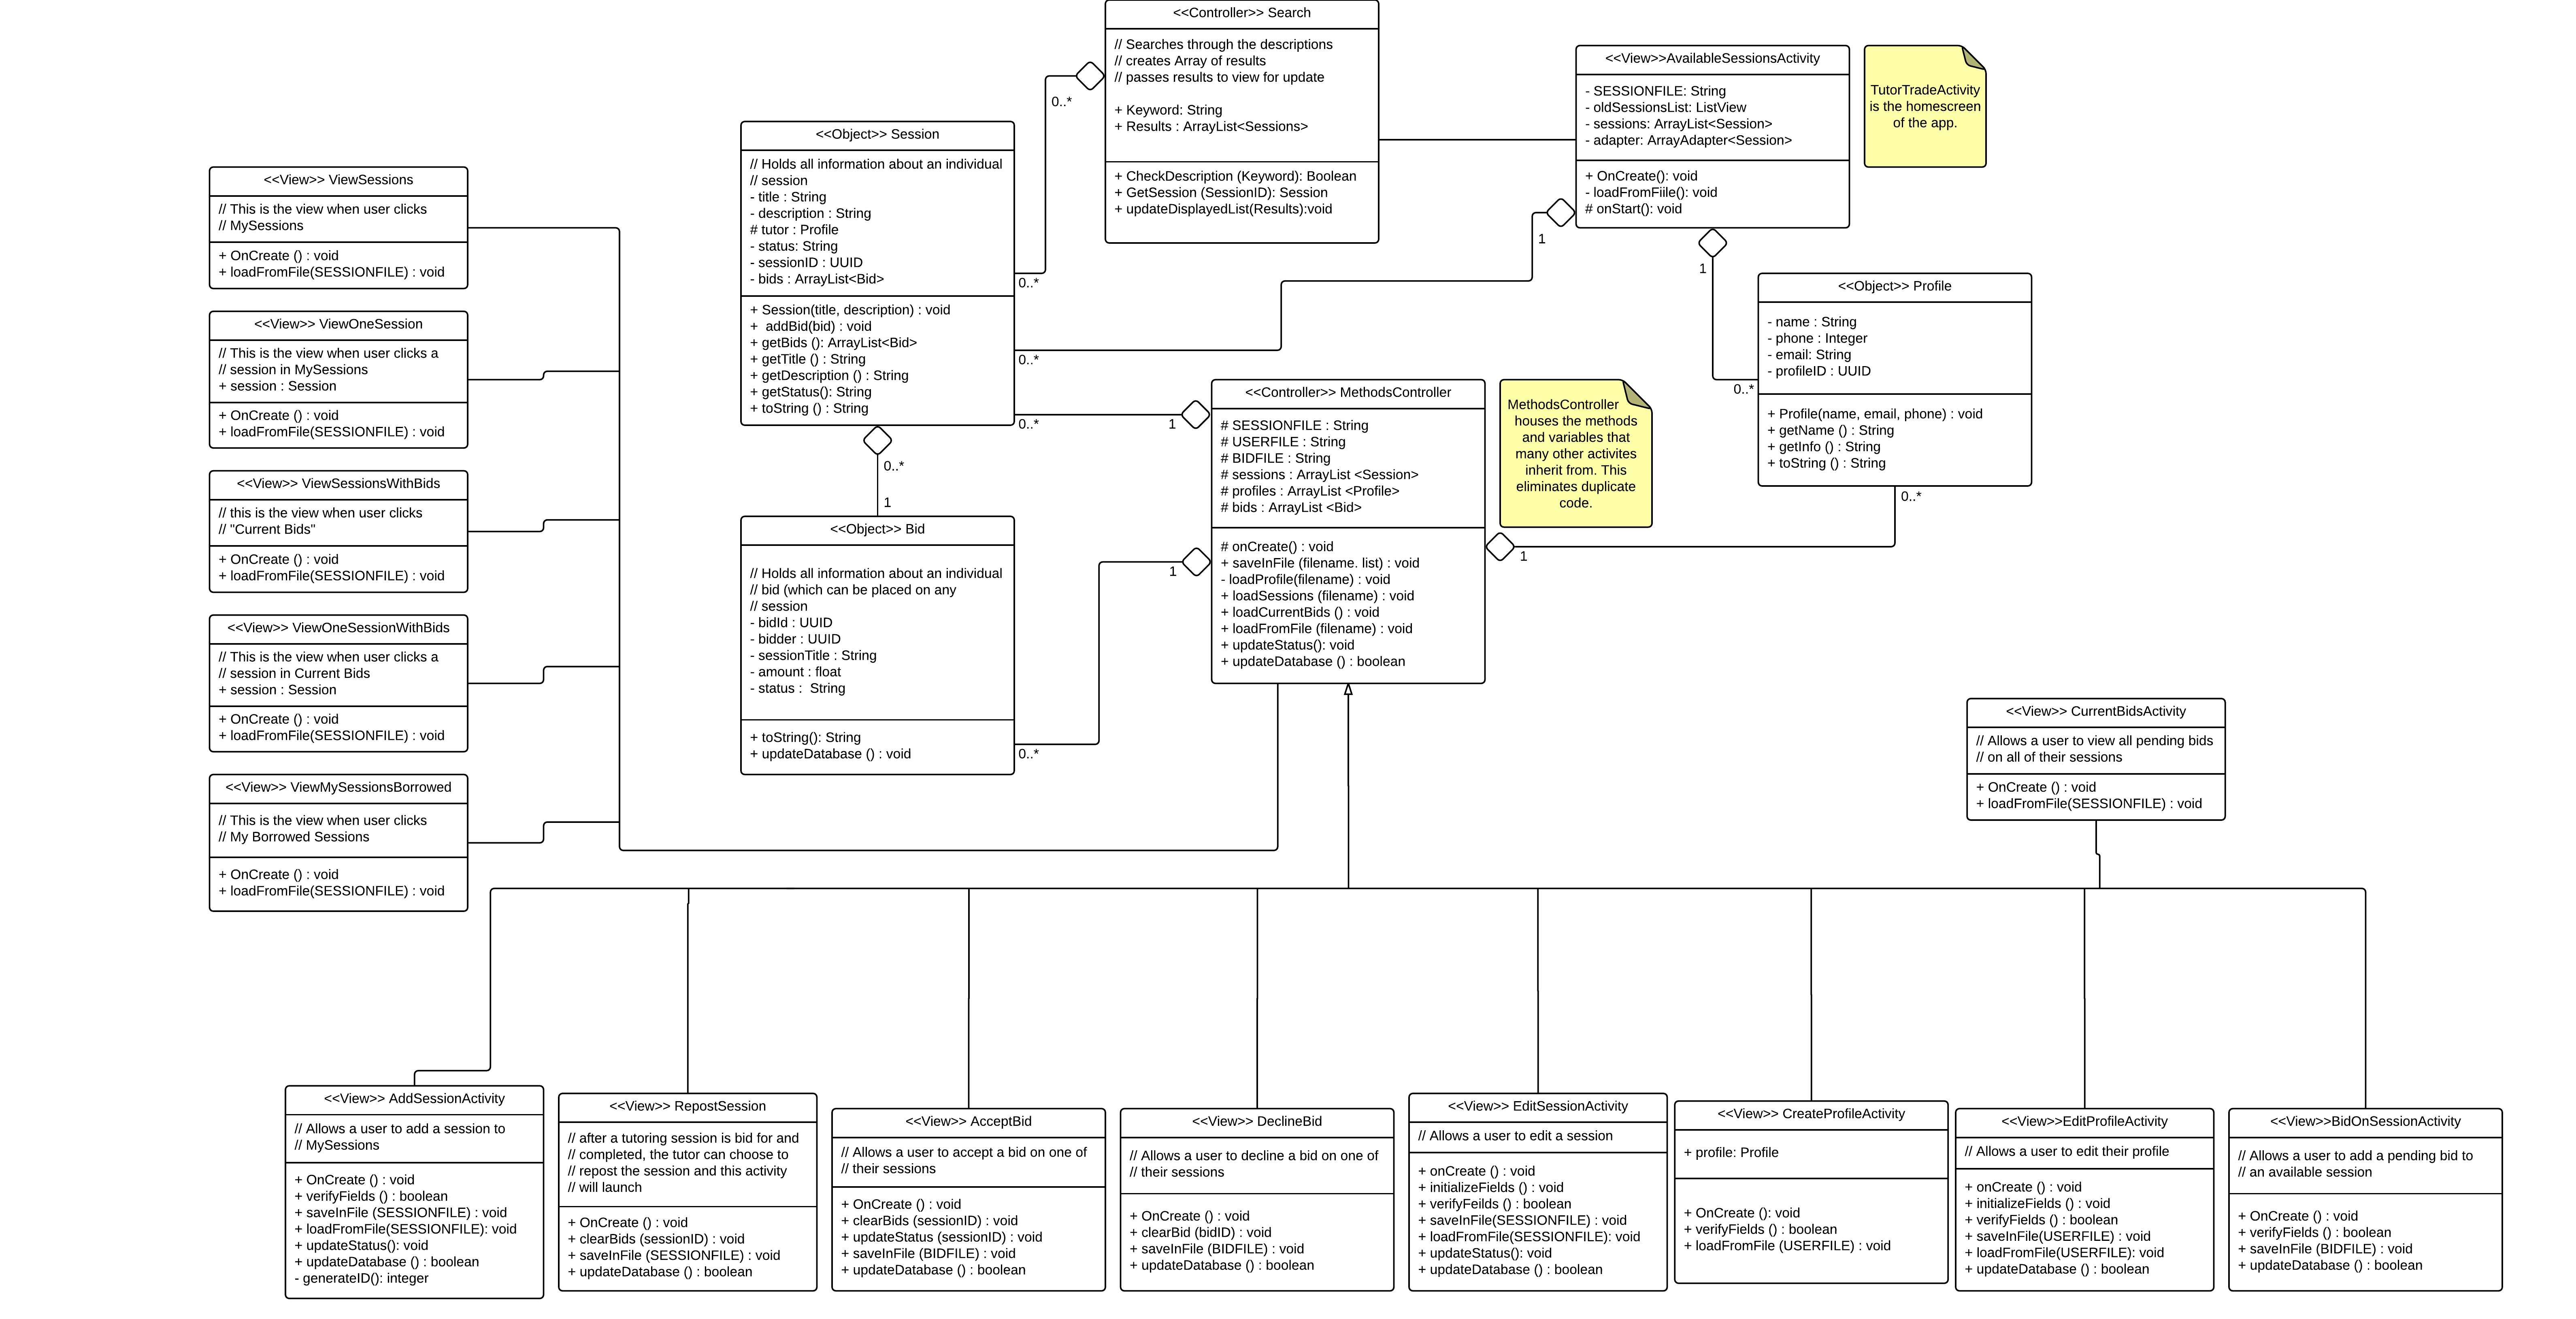 <<Controller>> Search
// Searches through the descriptions
// creates Array of results
// passes results to view for update
+ Keyword: String
+ Results : ArrayList<Sessions>
+ CheckDescription (Keyword): Boolean
+ GetSession (SessionID): Session
+ updateDisplayedList(Results):void
<<View>>AvailableSessionsActivity
- SESSIONFILE: String
- oldSessionsList: ListView
- sessions: ArrayList<Session>
- adapter: ArrayAdapter<Session>
+ OnCreate(): void
- loadFromFiile(): void
# onStart(): void
TutorTradeActivity
is the homescreen
of the app.
<<Object>> Session
// Holds all information about an individual
// session
- title : String
- description : String
# tutor : Profile
- status: String
- sessionID : UUID
- bids : ArrayList<Bid>
+ Session(title, description) : void
+  addBid(bid) : void
+ getBids (): ArrayList<Bid>
+ getTitle () : String
+ getDescription () : String
+ getStatus(): String
+ toString () : String
0..*
0..*
1
0..*
1
0..*
0..*
1
0..*
1
<<View>> ViewSessions
// This is the view when user clicks
// MySessions
+ OnCreate () : void
+ loadFromFile(SESSIONFILE) : void
<<View>> ViewOneSession
// This is the view when user clicks a
// session in MySessions
+ session : Session
+ OnCreate () : void
+ loadFromFile(SESSIONFILE) : void
<<View>> ViewSessionsWithBids
// this is the view when user clicks
// "Current Bids"
+ OnCreate () : void
+ loadFromFile(SESSIONFILE) : void
<<View>> ViewOneSessionWithBids
// This is the view when user clicks a
// session in Current Bids
+ session : Session
+ OnCreate () : void
+ loadFromFile(SESSIONFILE) : void
<<View>> ViewMySessionsBorrowed
// This is the view when user clicks
// My Borrowed Sessions
+ OnCreate () : void
+ loadFromFile(SESSIONFILE) : void
<<Object>> Profile
- name : String
- phone : Integer
- email: String
- profileID : UUID
+ Profile(name, email, phone) : void
+ getName () : String
+ getInfo () : String
+ toString () : String
0..*
1
<<Controller>> MethodsController
# SESSIONFILE : String
# USERFILE : String
# BIDFILE : String
# sessions : ArrayList <Session>
# profiles : ArrayList <Profile>
# bids : ArrayList <Bid>
# onCreate() : void
+ saveInFile (filename. list) : void
- loadProfile(filename) : void
+ loadSessions (filename) : void
+ loadCurrentBids () : void
+ loadFromFile (filename) : void
+ updateStatus(): void
+ updateDatabase () : boolean
MethodsController
houses the methods
and variables that
many other activites
inherit from. This
eliminates duplicate
code.
<<Object>> Bid
// Holds all information about an individual
// bid (which can be placed on any
// session
- bidId : UUID
- bidder : UUID
- sessionTitle : String
- amount : float
- status :  String
+ toString(): String
+ updateDatabase () : void
1
0..*
<<View>> CurrentBidsActivity
// Allows a user to view all pending bids
// on all of their sessions
+ OnCreate () : void
+ loadFromFile(SESSIONFILE) : void
<<View>> AddSessionActivity
// Allows a user to add a session to
// MySessions
+ OnCreate () : void
+ verifyFields () : boolean
+ saveInFile (SESSIONFILE) : void
+ loadFromFile(SESSIONFILE): void
+ updateStatus(): void
+ updateDatabase () : boolean
- generateID(): integer
<<View>> RepostSession
// after a tutoring session is bid for and
// completed, the tutor can choose to
// repost the session and this activity
// will launch
+ OnCreate () : void
+ clearBids (sessionID) : void
+ saveInFile (SESSIONFILE) : void
+ updateDatabase () : boolean
<<View>> AcceptBid
// Allows a user to accept a bid on one of
// their sessions
+ OnCreate () : void
+ clearBids (sessionID) : void
+ updateStatus (sessionID) : void
+ saveInFile (BIDFILE) : void
+ updateDatabase () : boolean
<<View>> DeclineBid
// Allows a user to decline a bid on one of
// their sessions
+ OnCreate () : void
+ clearBid (bidID) : void
+ saveInFile (BIDFILE) : void
+ updateDatabase () : boolean
<<View>> EditSessionActivity
// Allows a user to edit a session
+ onCreate () : void
+ initializeFields () : void
+ verifyFeilds () : boolean
+ saveInFile(SESSIONFILE) : void
+ loadFromFile(SESSIONFILE): void
+ updateStatus(): void
+ updateDatabase () : boolean
<<View>> CreateProfileActivity
+ profile: Profile
+ OnCreate (): void
+ verifyFields () : boolean
+ loadFromFile (USERFILE) : void
<<View>>EditProfileActivity
// Allows a user to edit their profile
+ onCreate () : void
+ initializeFields () : void
+ verifyFields () : boolean
+ saveInFile(USERFILE) : void
+ loadFromFile(USERFILE): void
+ updateDatabase () : boolean
<<View>>BidOnSessionActivity
// Allows a user to add a pending bid to
// an available session
+ OnCreate () : void
+ verifyFields () : boolean
+ saveInFile (BIDFILE) : void
+ updateDatabase () : boolean